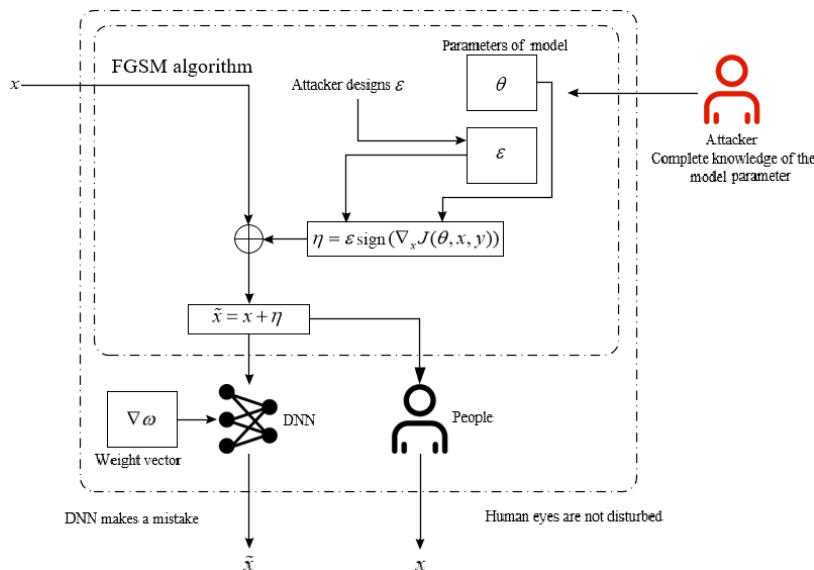 Parameters of model
FGSM algorithm
x
Attacker designs ε
θ
ε
Attacker
Complete knowledge of the
model parameter
η = ε sign (∇ₓJ(θ, x, y))
x̃ = x + η
DNN
People
∇ω
Weight vector
DNN makes a mistake
Human eyes are not disturbed
x̃
x